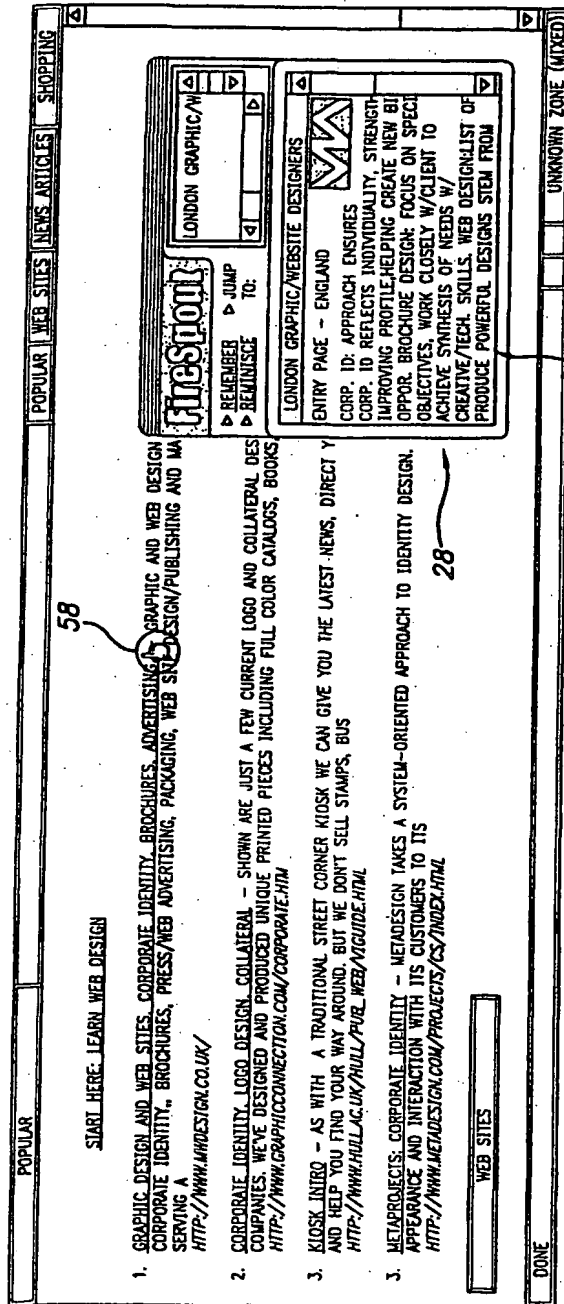 POPULAR
POPULAR WEB SITES NEWS ARTICLES SHOPPING
START HERE: LEARN WEB DESIGN
58
1. GRAPHIC DESIGN AND WEB SITES, CORPORATE IDENTITY, BROCHURES, ADVERTISING - GRAPHIC AND WEB DESIGN
CORPORATE IDENTITY,, BROCHURES, PRESS/WEB ADVERTISING, PACKAGING, WEB SITE DESIGN/PUBLISHING AND MA
SERVING A
HTTP://WWW.MWDESIGN.CO.UK/
2. CORPORATE IDENTITY, LOGO DESIGN, COLLATERAL - SHOWN ARE JUST A FEW CURRENT LOGO AND COLLATERAL DES
COMPANIES. WE'VE DESIGNED AND PRODUCED UNIQUE PRINTED PIECES INCLUDING FULL COLOR CATALOGS, BOOKS,
HTTP://WWW.GRAPHICCONNECTION.COM/CORPORATE.HTM
3. KIOSK INTRO - AS WITH A TRADITIONAL STREET CORNER KIOSK WE CAN GIVE YOU THE LATEST NEWS, DIRECT Y
AND HELP YOU FIND YOUR WAY AROUND. BUT WE DON'T SELL STAMPS, BUS
HTTP://WWW.HULL.AC.UK/HULL/PUB_WEB/VIGUIDE.HTML
3. METAPROJECTS: CORPORATE IDENTITY - METADESIGN TAKES A SYSTEM-ORIENTED APPROACH TO IDENTITY DESIGN.
APPEARANCE AND INTERACTION WITH ITS CUSTOMERS TO ITS
HTTP://WWW.METADESIGN.COM/PROJECTS/CS/INDEX.HTML
FireSpout
REMEMBER
REMINISCE
JUMP
TO:
LONDON GRAPHIC/W
LONDON GRAPHIC/WEBSITE DESIGNERS
ENTRY PAGE - ENGLAND
CORP. ID: APPROACH ENSURES
CORP. ID REFLECTS INDIVIDUALITY, STRENGTH
IMPROVING PROFILE,HELPING CREATE NEW BI
OPPOR. BROCHURE DESIGN: FOCUS ON SPECI
OBJECTIVES, WORK CLOSELY W/CLIENT TO
ACHIEVE SYNTHESIS OF NEEDS W/
CREATIVE/TECH. SKILLS. WEB DESIGN:LIST OF
PRODUCE POWERFUL DESIGNS STEM FROM
28
WEB SITES
DONE
UNKNOWN ZONE (MIXED)